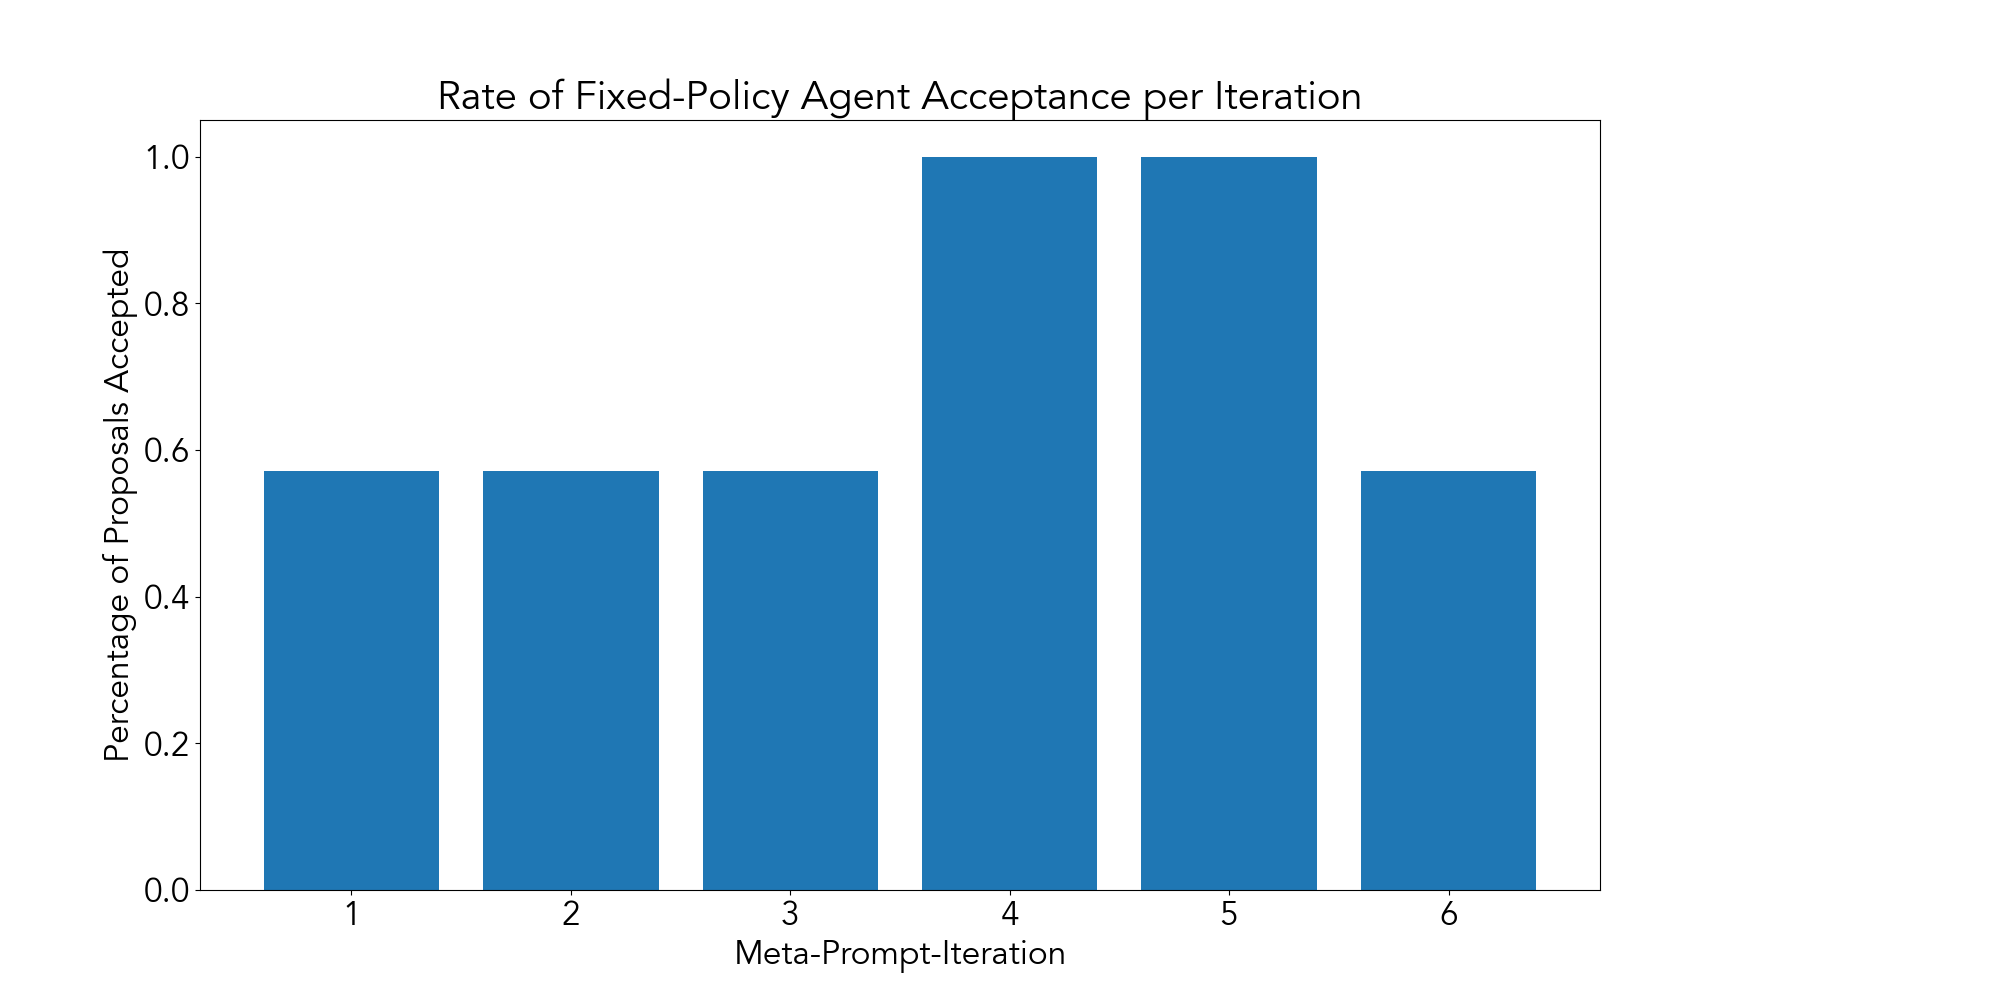 Rate of Fixed-Policy Agent Acceptance per Iteration
Percentage of Proposals Accepted
1.0
0.8
0.6
0.4
0.2
0.0
1 2 3 4 5 6
Meta-Prompt-Iteration